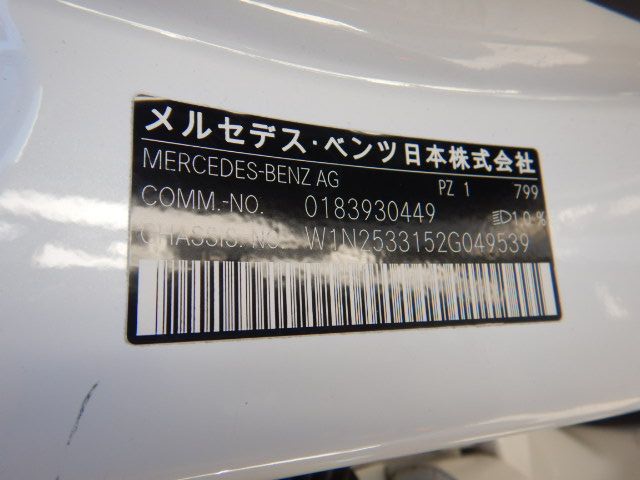 メルセデス・ベンツ日本株式会社
MERCEDES-BENZ AG PZ 1 799
COMM.-NO. 0183930449 1.0%
CHASSIS.-NO. W1N2533152G049539